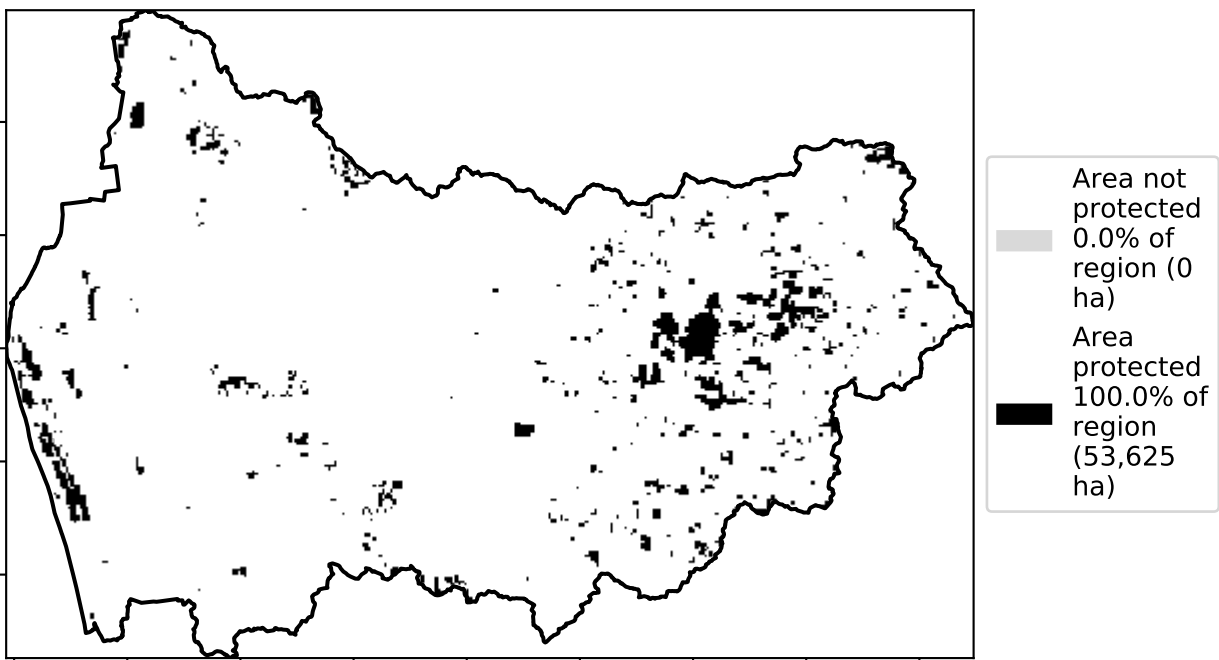 Area not
protected
0.0% of
region (0
ha)
Area
protected
100.0% of
region
(53,625
ha)